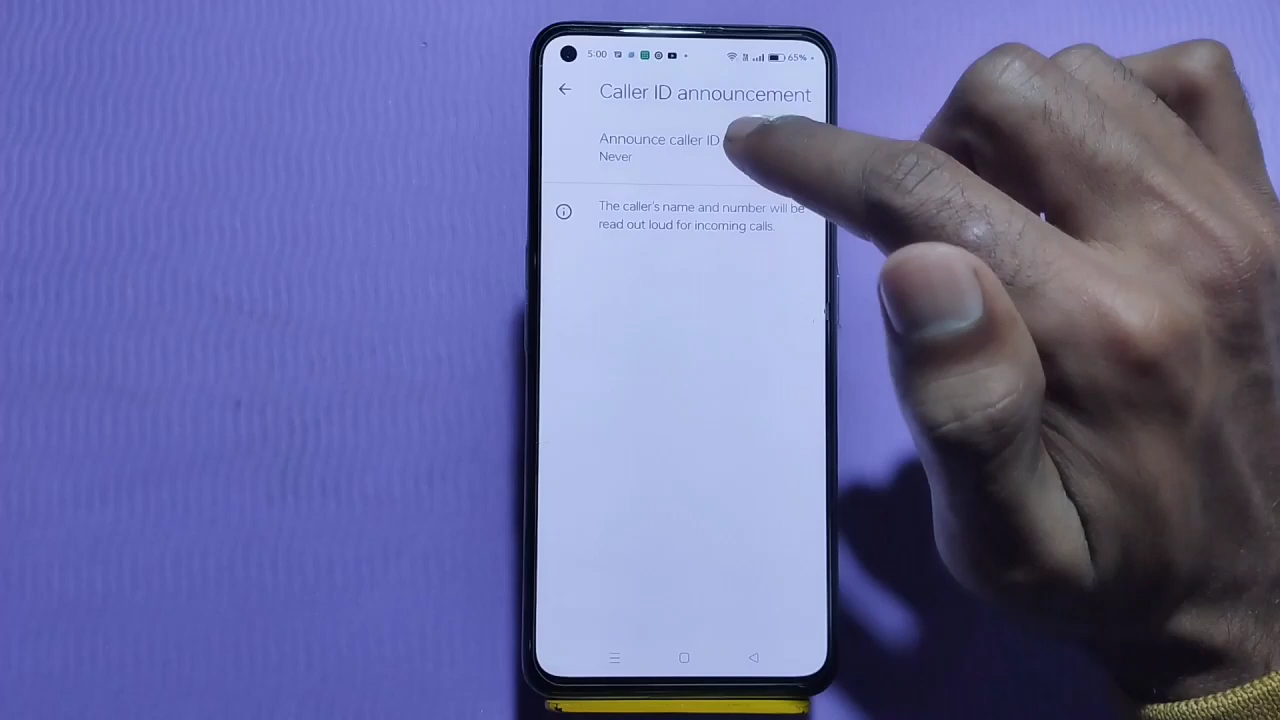 5:00 65%
Caller ID announcement
Announce caller ID
Never
The caller's name and number will be
read out loud for incoming calls.